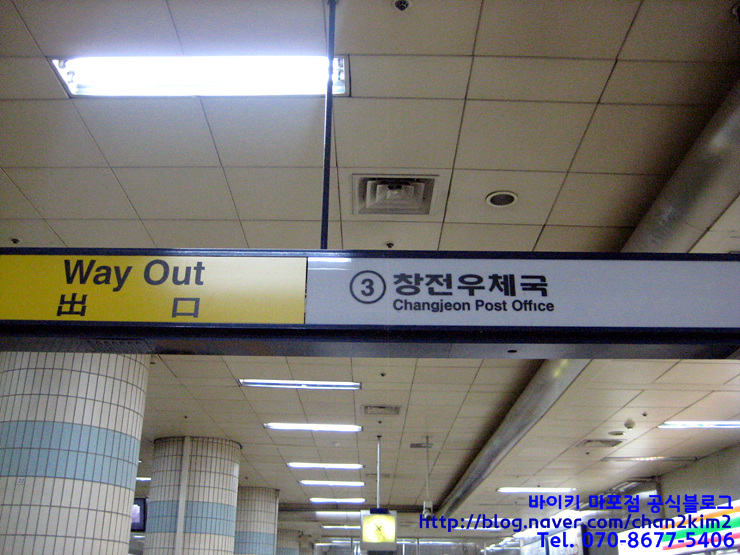 Way Out
出 口
③ 창전우체국
Changjeon Post Office
바이키 마포점 공식블로그
http://blog.naver.com/chan2kim2
Tel. 070-8677-5406